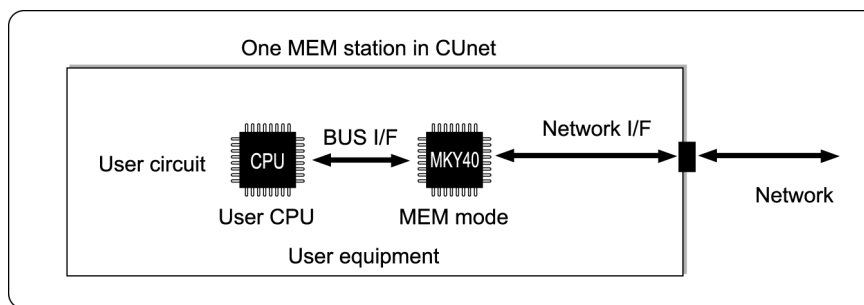 One MEM station in CUnet
BUS I/F
Network I/F
User circuit
CPU
MKY40
User CPU
MEM mode
Network
User equipment